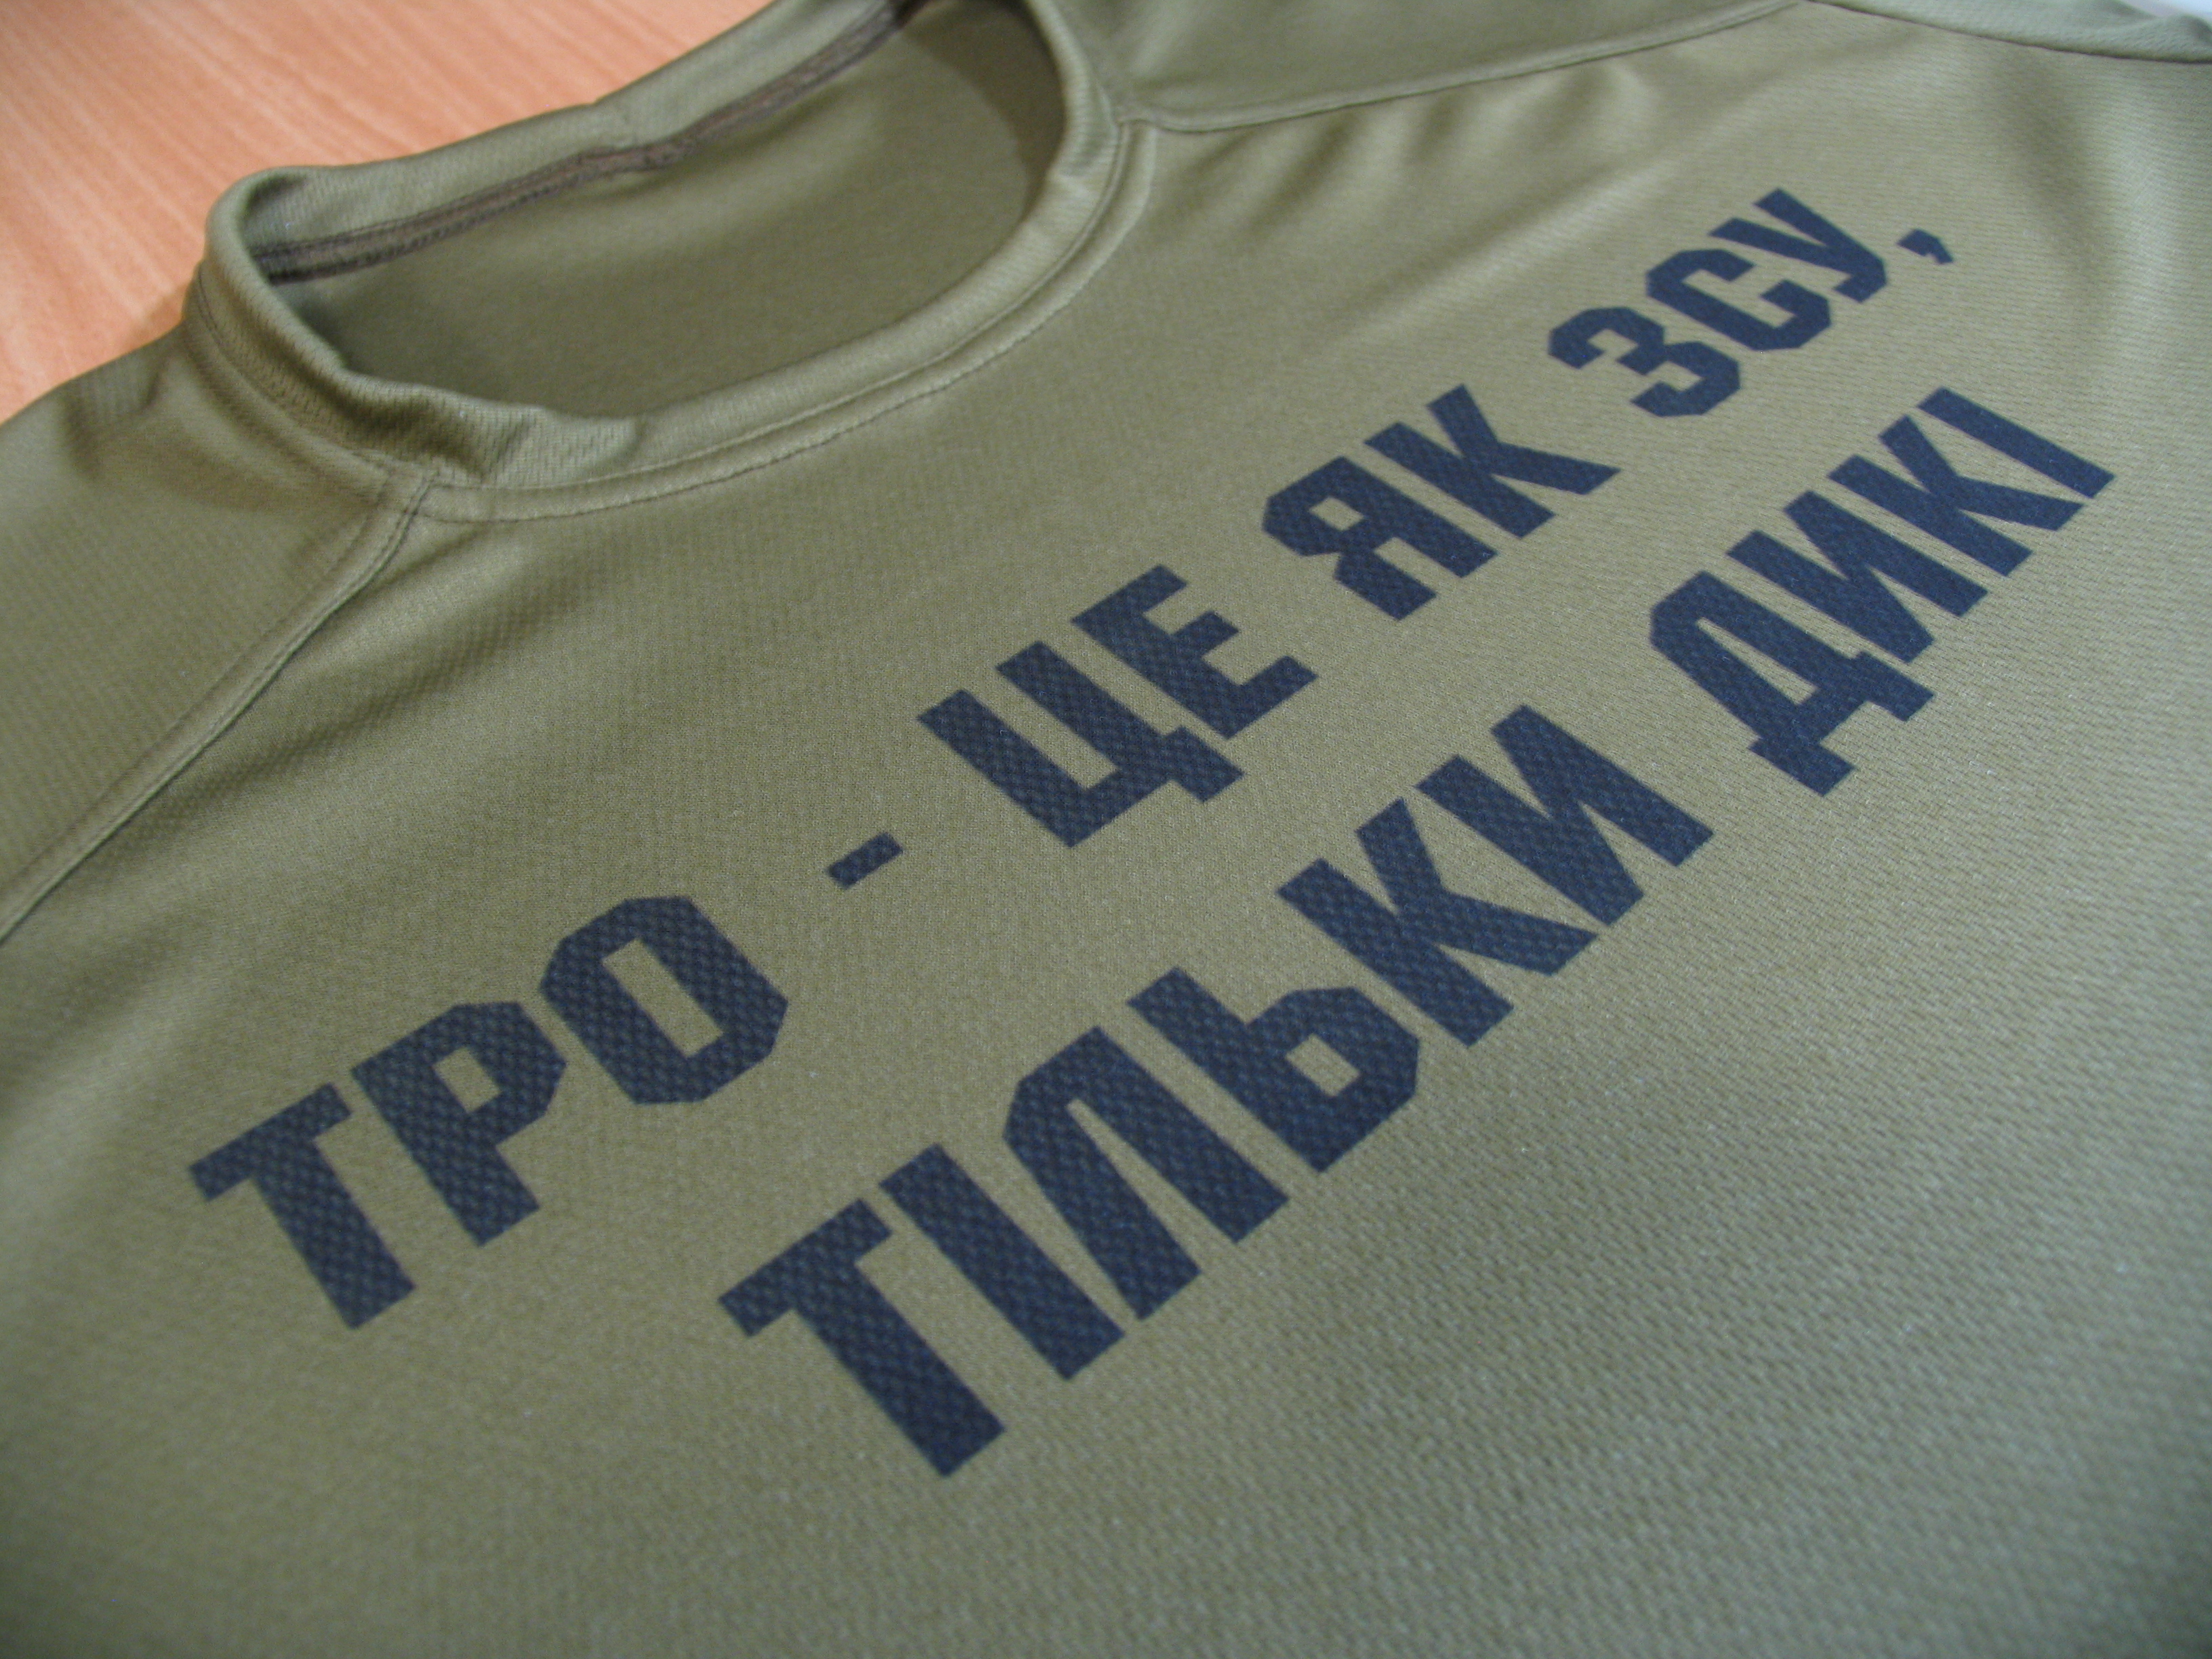 ТРО - ЦЕ ЯК ЗСУ,
ТІЛЬКИ ДИКІ